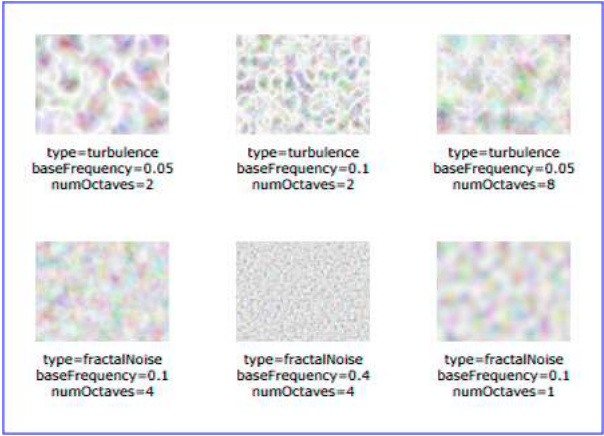 type=turbulence
baseFrequency=0.05
numOctaves=2
type=turbulence
baseFrequency=0.1
numOctaves=2
type=turbulence
baseFrequency=0.05
numOctaves=8
type=fractalNoise
baseFrequency=0.1
numOctaves=4
type=fractalNoise
baseFrequency=0.4
numOctaves=4
type=fractalNoise
baseFrequency=0.1
numOctaves=1